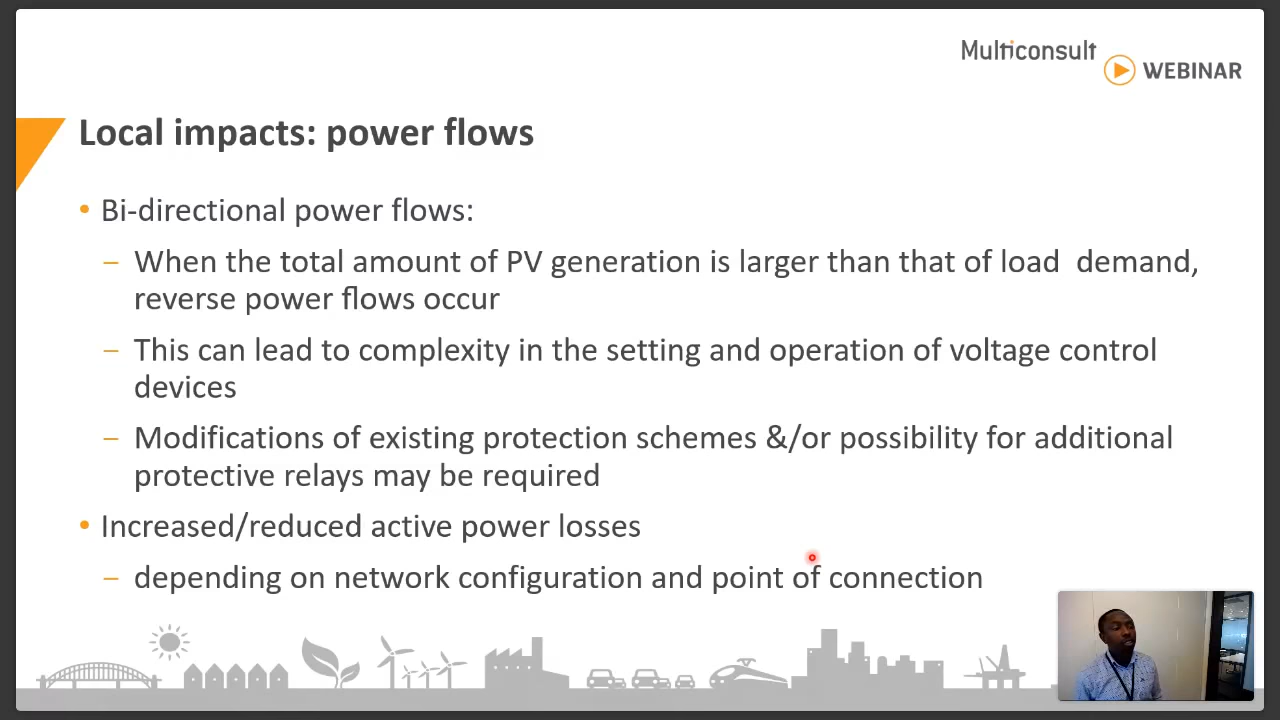 Multiconsult
WEBINAR
Local impacts: power flows
• Bi-directional power flows:
– When the total amount of PV generation is larger than that of load demand,
reverse power flows occur
– This can lead to complexity in the setting and operation of voltage control
devices
– Modifications of existing protection schemes &/or possibility for additional
protective relays may be required
• Increased/reduced active power losses
– depending on network configuration and point of connection